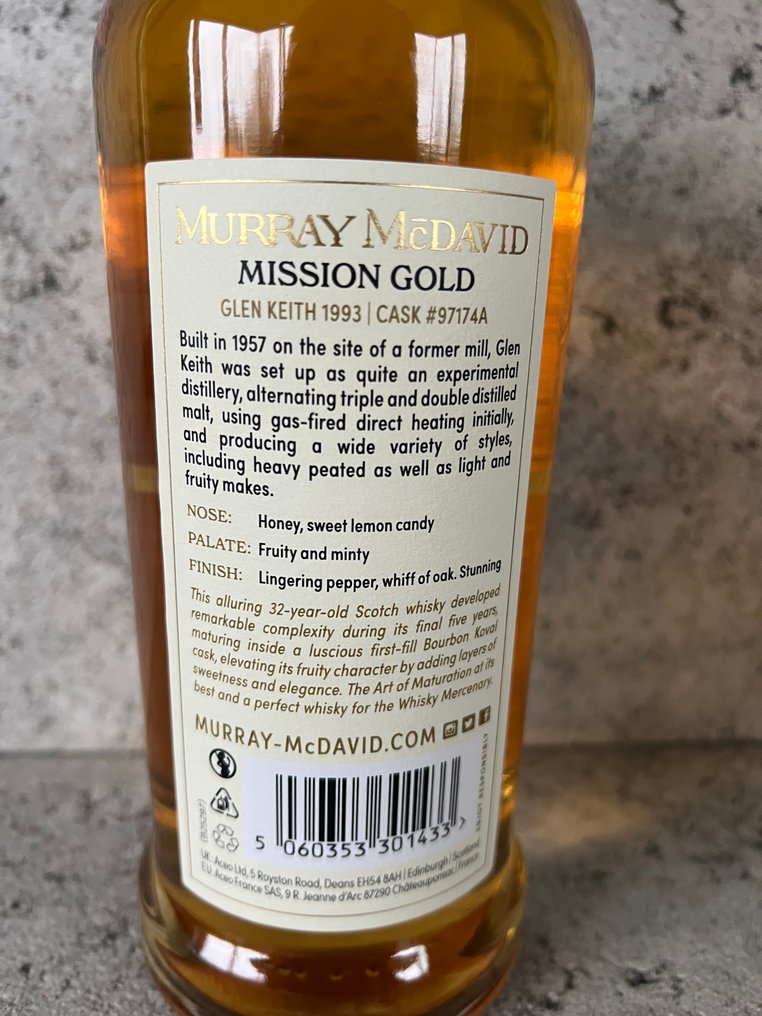 MURRAY McDAVID
MISSION GOLD
GLEN KEITH 1993 | CASK #97174A
Built in 1957 on the site of a former mill, Glen
Keith was set up as quite an experimental
distillery, alternating triple and double distilled
malt, using gas-fired direct heating initially,
and producing a wide variety of styles,
including heavy peated as well as light and
fruity makes.
NOSE: Honey, sweet lemon candy
PALATE: Fruity and minty
FINISH: Lingering pepper, whiff of oak. Stunning
This alluring 32-year-old Scotch whisky developed
remarkable complexity during its final five years,
maturing inside a luscious first-fill Bourbon Koval
cask, elevating its fruity character by adding layers of
sweetness and elegance. The Art of Maturation at its
best and a perfect whisky for the Whisky Mercenary.
MURRAY-McDAVID.COM
ENJOY RESPONSIBLY
5 060353 301433 >
UK: Aceo Ltd, 5 Royston Road, Deans EH54 8AH | Edinburgh | Scotland
EU: Aceo France SAS, 9 R. Jeanne d'Arc 87290 Châteauponsac | France